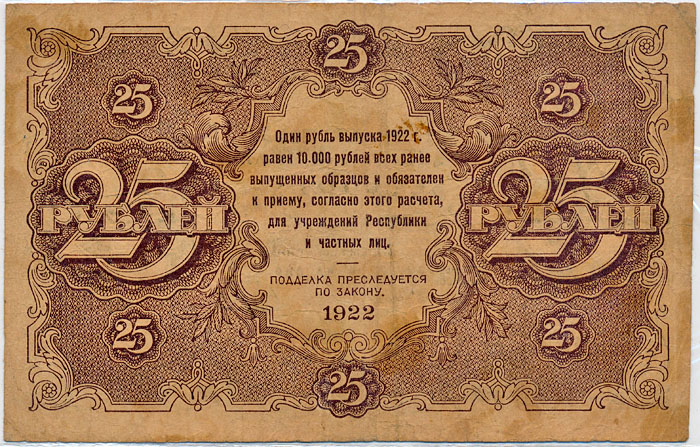 25
25
25
25 РУБЛЕЙ
25 РУБЛЕЙ
Один рубль выпуска 1922 г.
равен 10.000 рублей всех ранее
выпущенных образцов и обязателен
к приему, согласно этого расчета,
для учреждений Республики
и частных лиц.
ПОДДЕЛКА ПРЕСЛЕДУЕТСЯ
ПО ЗАКОНУ.
1922
25
25
25